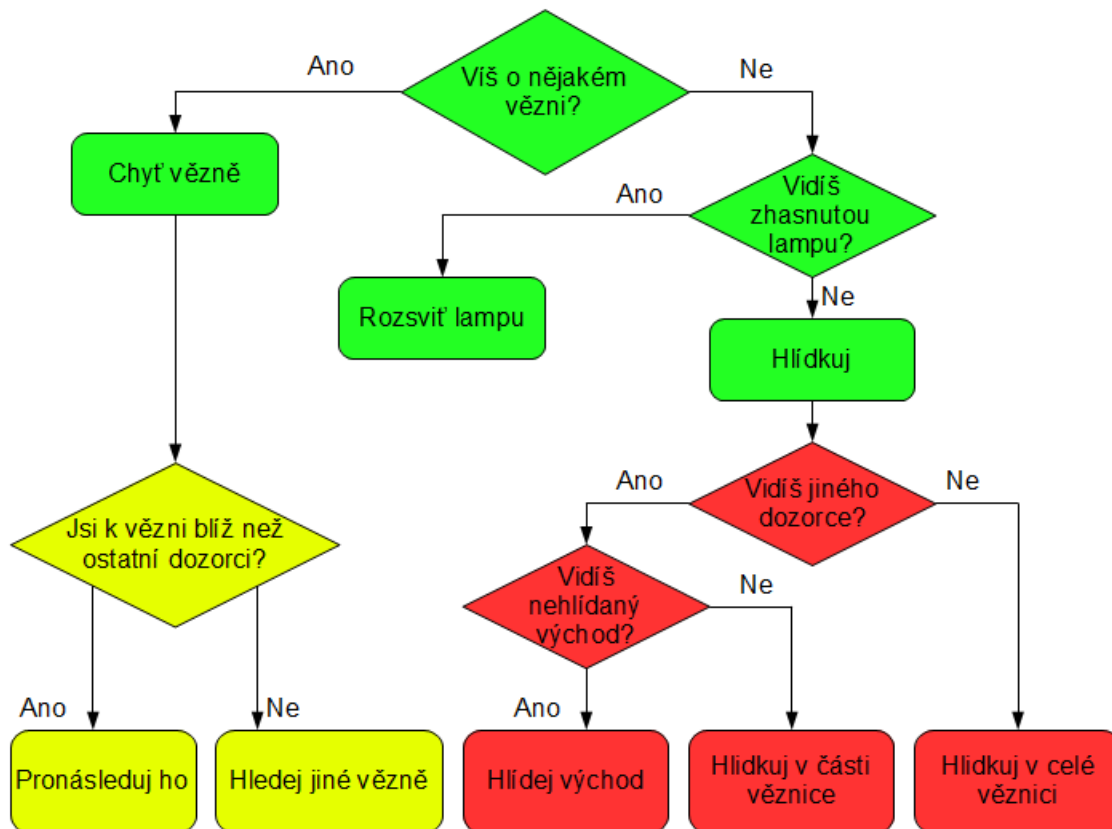 Ano
Víš o nějakém
vězni?
Ne
Chyť vězně
Ano
Vidíš
zhasnutou
lampu?
Rozsviť lampu
Ne
Hlídkuj
Ano
Vidíš jiného
dozorce?
Ne
Jsi k vězni blíž než
ostatní dozorci?
Vidíš
nehlídaný
východ?
Ne
Ano
Ne
Ano
Pronásleduj ho
Hledej jiné vězně
Hlídej východ
Hlidkuj v části
věznice
Hlidkuj v celé
věznici